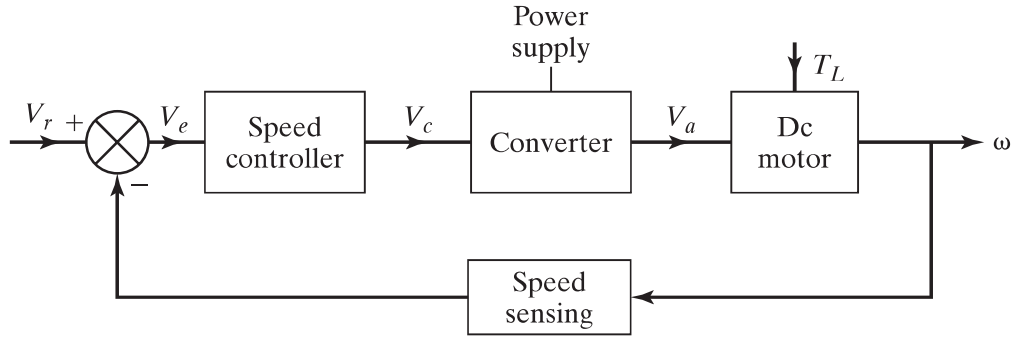 Power
supply
V_r + V_e
Speed
controller
V_c
Converter
V_a
T_L
Dc
motor
ω
−
Speed
sensing